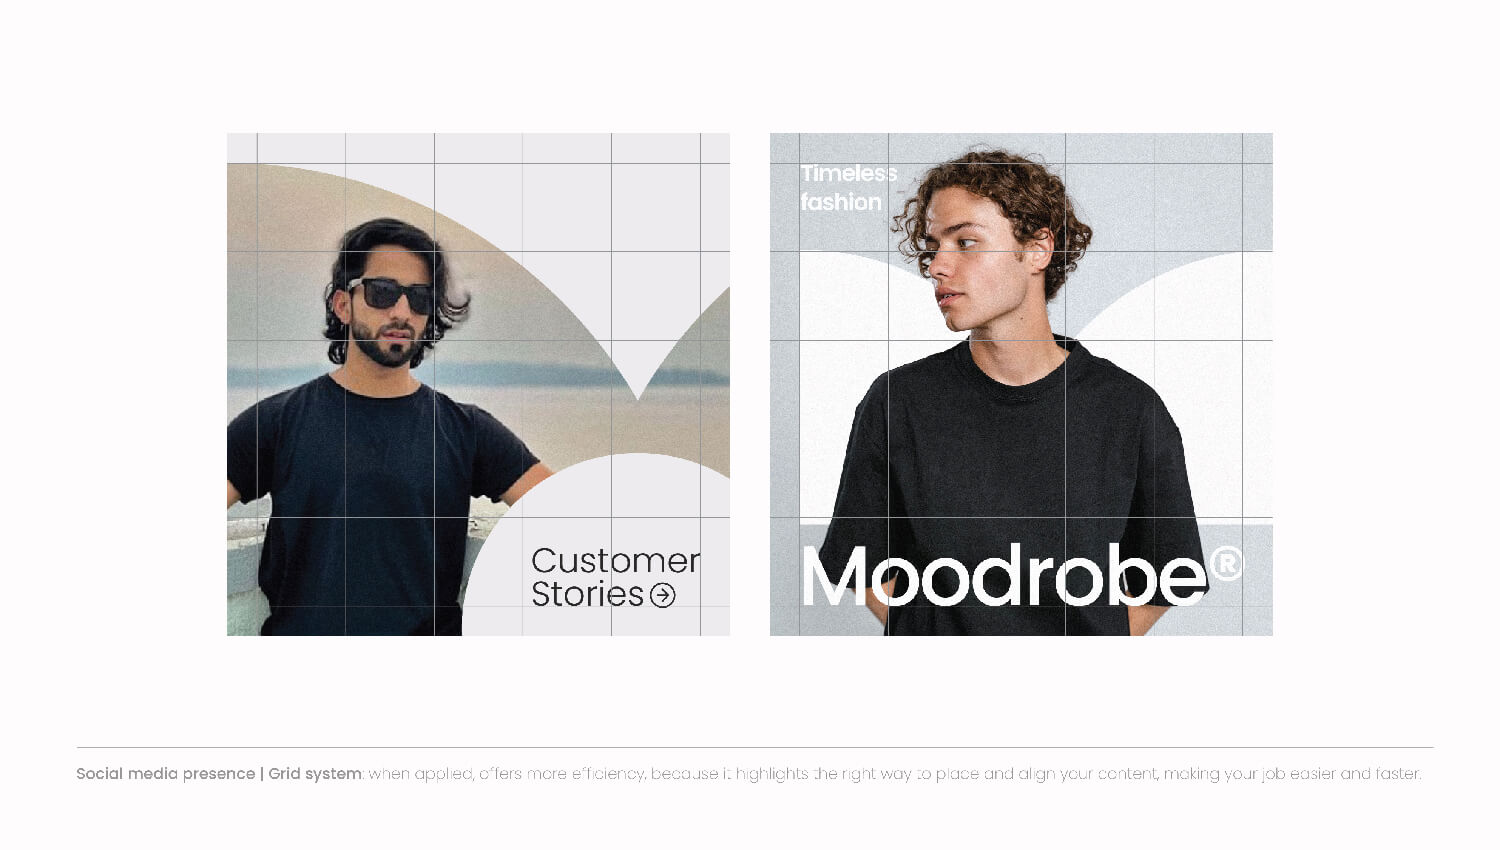 Timeless
fashion
Customer
Stories
Moodrobe®
Social media presence | Grid system: when applied, offers more efficiency, because it highlights the right way to place and align your content, making your job easier and faster.